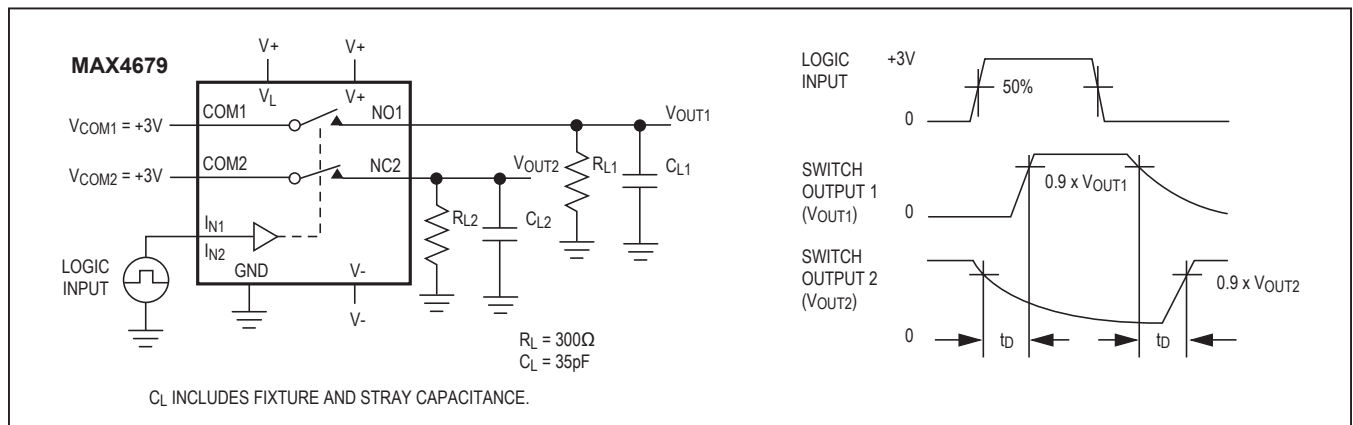 MAX4679
V+ V+
VL V+
VCOM1 = +3V COM1 NO1 VOUT1
VCOM2 = +3V COM2 NC2 VOUT2 RL1 CL1
RL2 CL2
IN1
IN2
LOGIC
INPUT
GND V-
V-
RL = 300Ω
CL = 35pF
CL INCLUDES FIXTURE AND STRAY CAPACITANCE.
LOGIC
INPUT
+3V
50%
0
SWITCH
OUTPUT 1
(VOUT1)
0.9 x VOUT1
0
SWITCH
OUTPUT 2
(VOUT2)
0.9 x VOUT2
0
tD tD